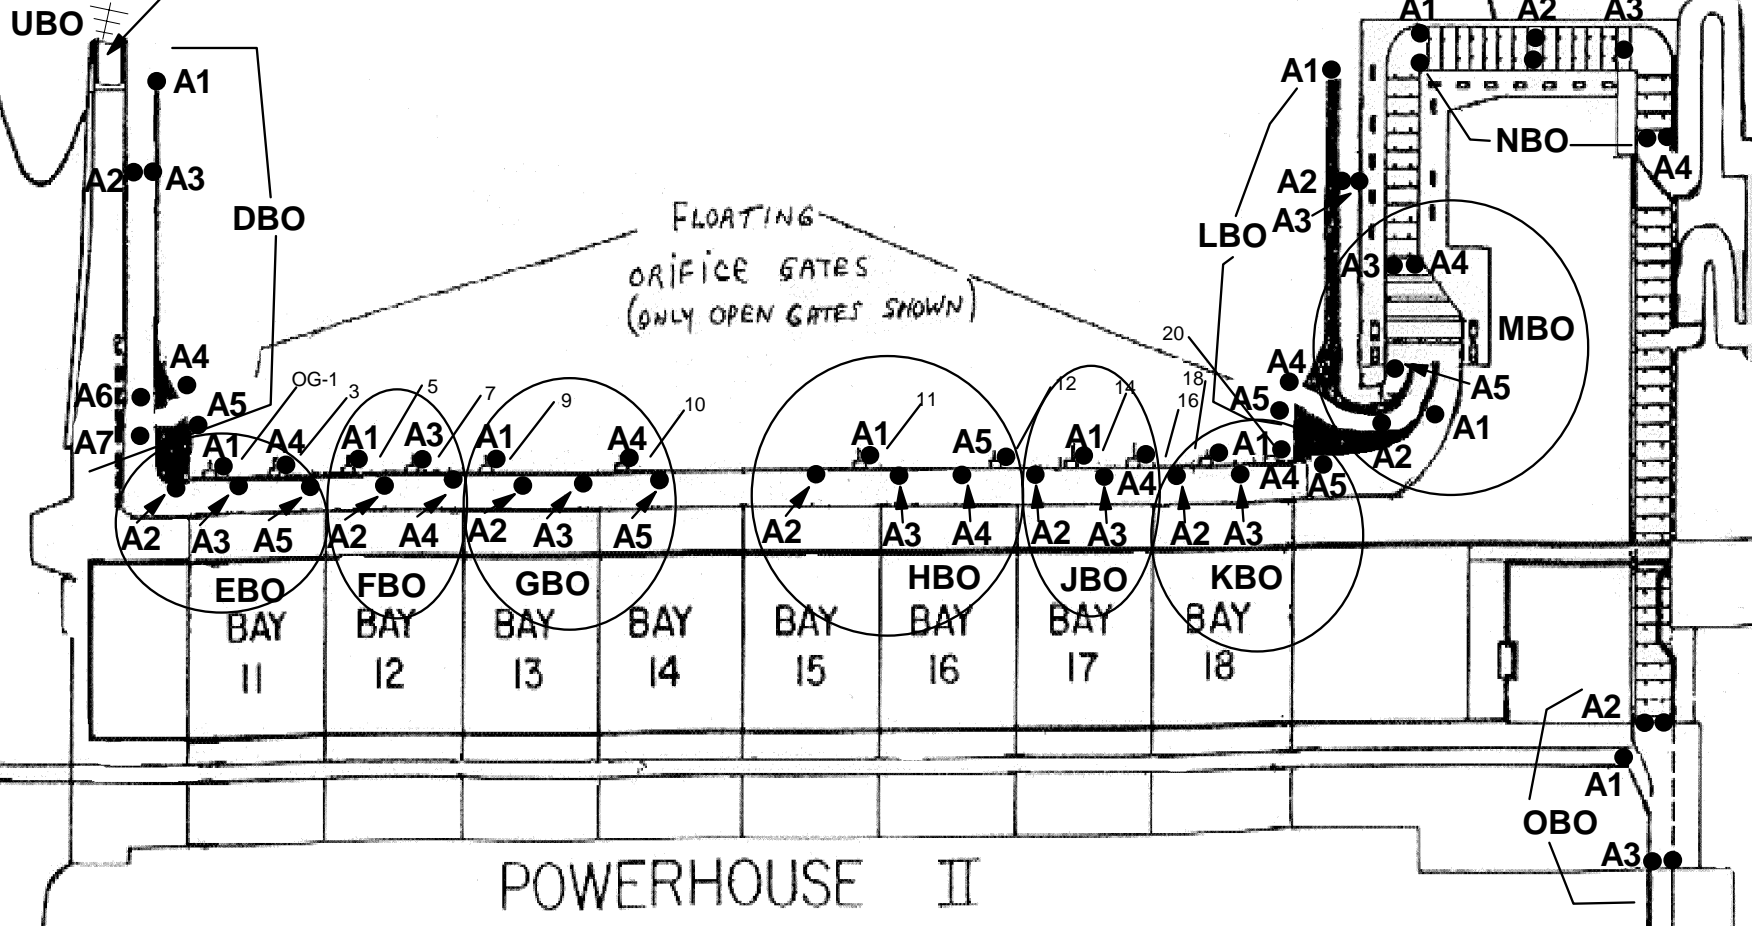 UBO
A1 A2 A3
A1
A1
NBO
A4
A2 A3
A2
A3
DBO
FLOATING
LBO
ORIFICE GATES
A3 A4
(ONLY OPEN GATES SHOWN)
MBO
20
A4
A4
A6
OG-1 3 5 7 9 10 11 12 14 16 18
A5
A5
A5
A7
A1 A4 A1 A3 A1 A4 A1 A5 A1 A4 A1 A4
A1
A2
A5
A2 A3 A5 A2 A4 A2 A3 A5 A2 A3 A4 A2 A3 A2 A3
EBO FBO GBO HBO JBO KBO
BAY BAY BAY BAY BAY BAY BAY BAY
11 12 13 14 15 16 17 18
A2
A1
OBO
A3
POWERHOUSE II